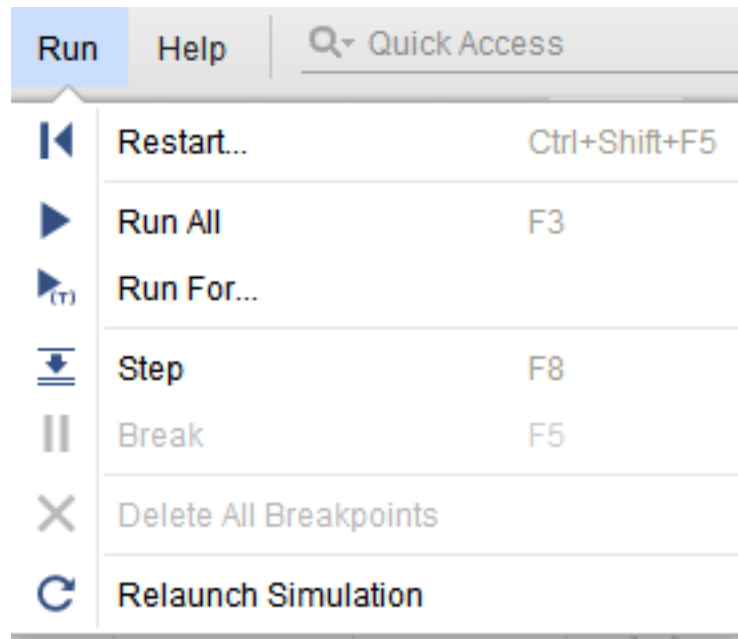 Run Help Quick Access
Restart... Ctrl+Shift+F5
Run All F3
(T) Run For...
Step F8
Break F5
Delete All Breakpoints
Relaunch Simulation